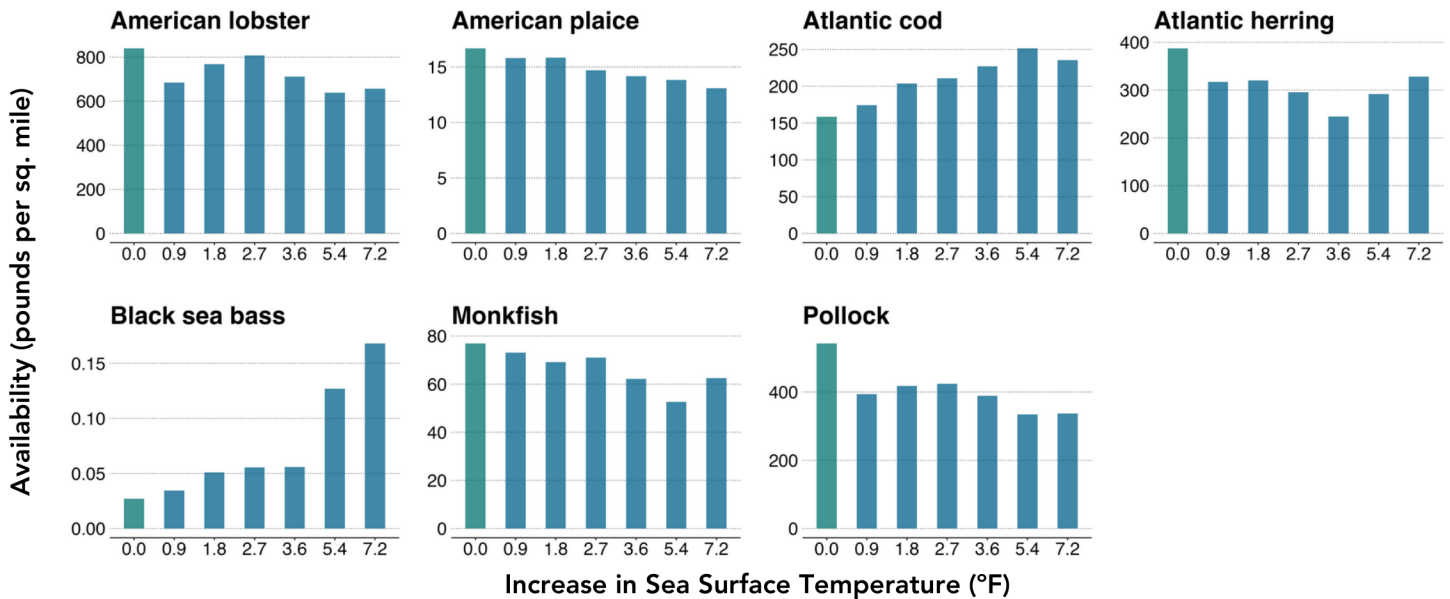 American lobster
800
600
400
200
0
0.0 0.9 1.8 2.7 3.6 5.4 7.2
American plaice
15
10
5
0
0.0 0.9 1.8 2.7 3.6 5.4 7.2
Atlantic cod
250
200
150
100
50
0
0.0 0.9 1.8 2.7 3.6 5.4 7.2
Atlantic herring
400
300
200
100
0
0.0 0.9 1.8 2.7 3.6 5.4 7.2
Availability (pounds per sq. mile)
Black sea bass
0.15
0.10
0.05
0.00
0.0 0.9 1.8 2.7 3.6 5.4 7.2
Monkfish
80
60
40
20
0
0.0 0.9 1.8 2.7 3.6 5.4 7.2
Pollock
400
200
0
0.0 0.9 1.8 2.7 3.6 5.4 7.2
Increase in Sea Surface Temperature (°F)